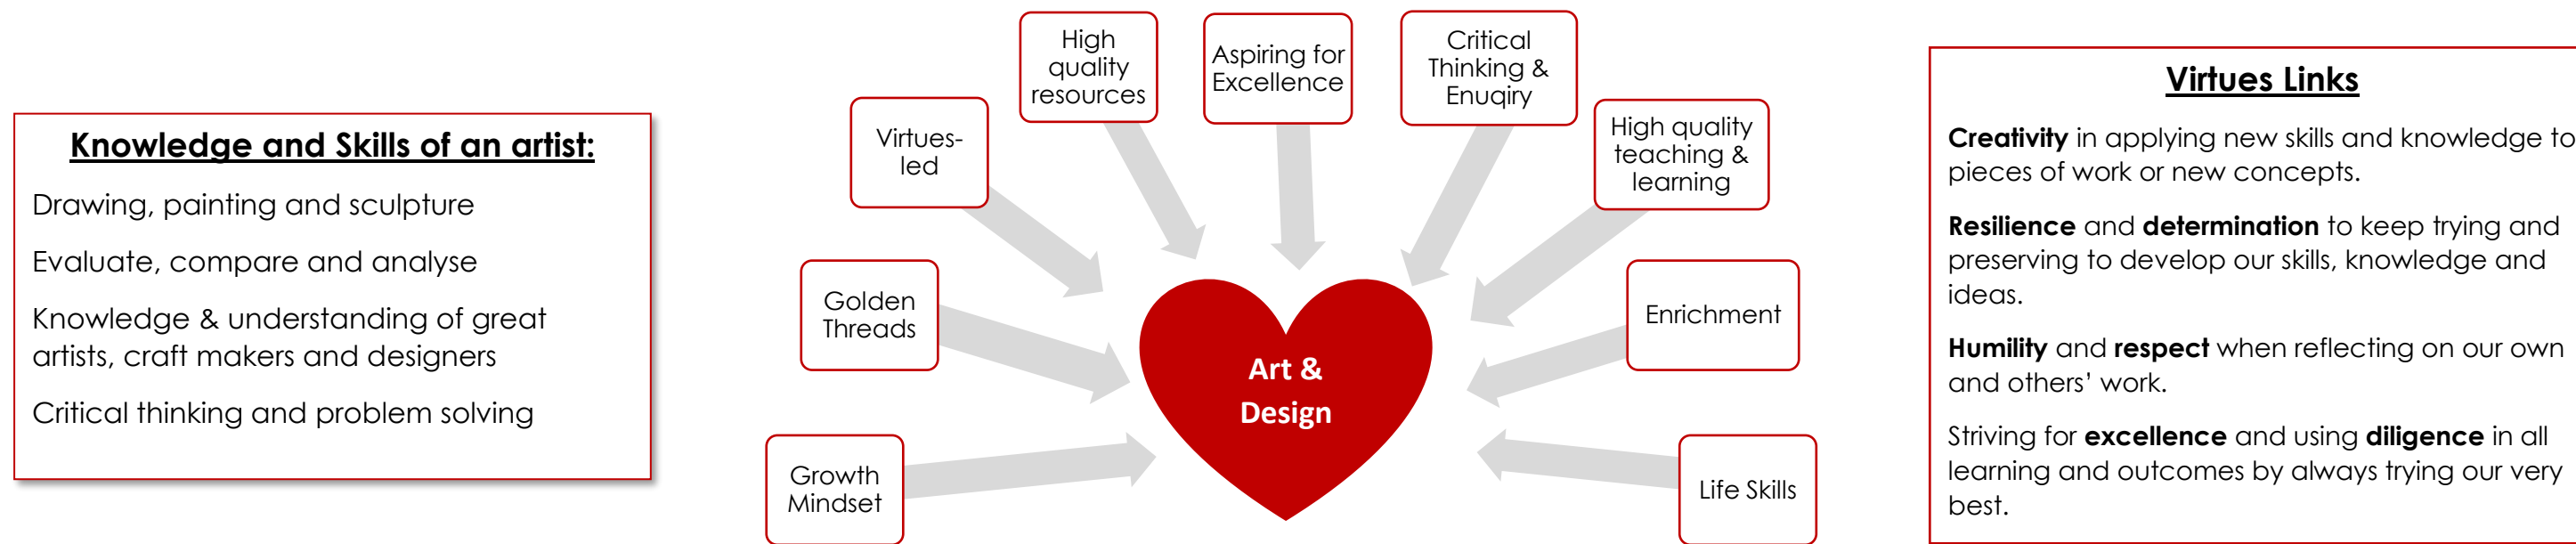 Knowledge and Skills of an artist:
Drawing, painting and sculpture
Evaluate, compare and analyse
Knowledge & understanding of great
artists, craft makers and designers
Critical thinking and problem solving
Growth
Mindset
Golden
Threads
Virtues-
led
High
quality
resources
Aspiring for
Excellence
Critical
Thinking &
Enuqiry
High quality
teaching &
learning
Enrichment
Life Skills
Art &
Design
Virtues Links
Creativity in applying new skills and knowledge to
pieces of work or new concepts.
Resilience and determination to keep trying and
preserving to develop our skills, knowledge and
ideas.
Humility and respect when reflecting on our own
and others’ work.
Striving for excellence and using diligence in all
learning and outcomes by always trying our very
best.